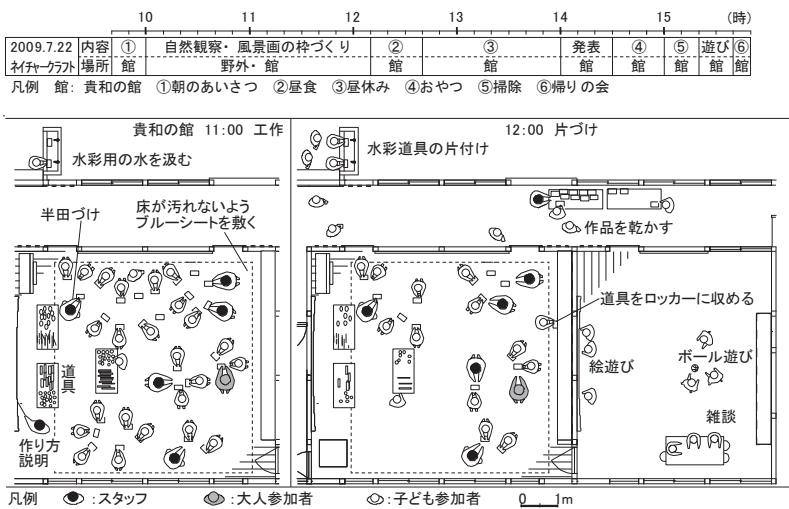 10 11 12 13 14 15 (時)
2009.7.22 内容 ① 自然観察・風景画の枠づくり ② ③ 発表 ④ ⑤ 遊び ⑥
ネイチャークラフト 場所 館 野外・館 館 館 館 館 館 館 館
凡例 館: 貴和の館 ①朝のあいさつ ②昼食 ③昼休み ④おやつ ⑤掃除 ⑥帰りの会
貴和の館 11:00 工作
水彩用の水を汲む
半田づけ
床が汚れないよう
ブルーシートを敷く
道具
作り方
説明
12:00 片づけ
水彩道具の片付け
作品を乾かす
道具をロッカーに収める
絵遊び
ボール遊び
雑談
凡例 :スタッフ :大人参加者 :子ども参加者 0 1m